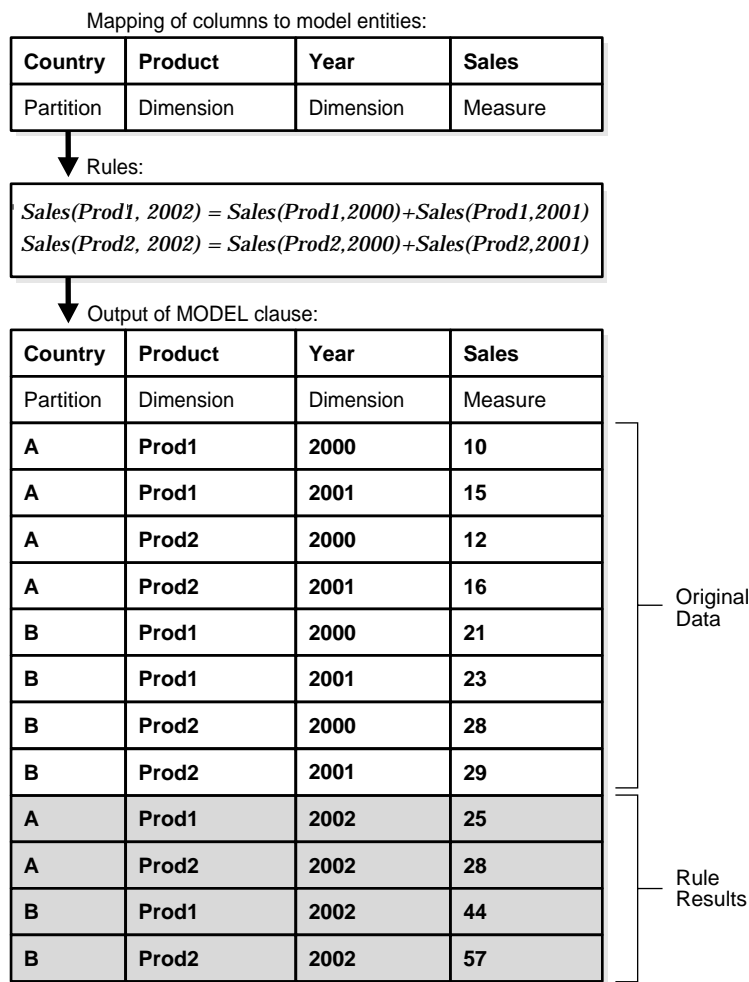 Mapping of columns to model entities:
Country Product Year Sales
Partition Dimension Dimension Measure
Rules:
Sales(Prod1, 2002) = Sales(Prod1,2000)+Sales(Prod1,2001)
Sales(Prod2, 2002) = Sales(Prod2,2000)+Sales(Prod2,2001)
Output of MODEL clause:
Country Product Year Sales
Partition Dimension Dimension Measure
A Prod1 2000 10
A Prod1 2001 15
A Prod2 2000 12
A Prod2 2001 16
B Prod1 2000 21
B Prod1 2001 23
B Prod2 2000 28
B Prod2 2001 29
Original
Data
A Prod1 2002 25
A Prod2 2002 28
B Prod1 2002 44
B Prod2 2002 57
Rule
Results